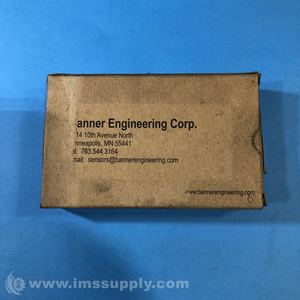 anner Engineering Corp.
14 10th Avenue North
nneapolis, MN 55441
l: 763.544.3164
mail: sensors@bannerengineering.com
www.bannerengineering.com
© www.imssupply.com